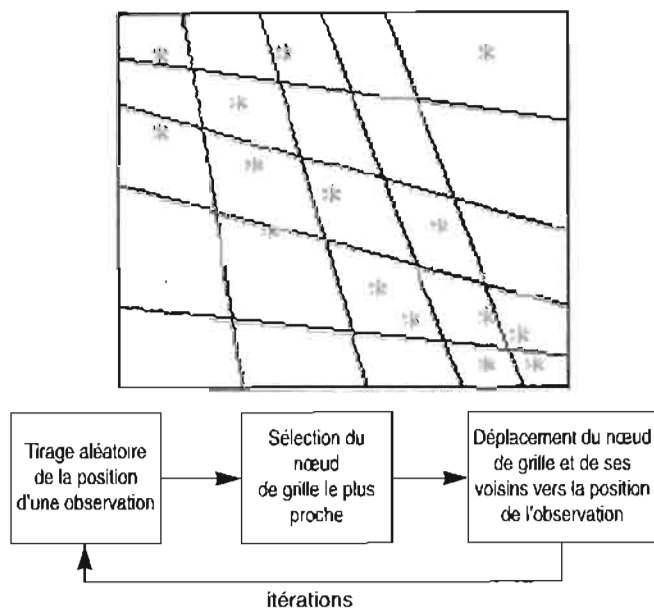 Tirage aléatoire
de la position
d'une observation
Sélection du
nœud
de grille le plus
proche
Déplacement du nœud
de grille et de ses
voisins vers la position
de l'observation
itérations